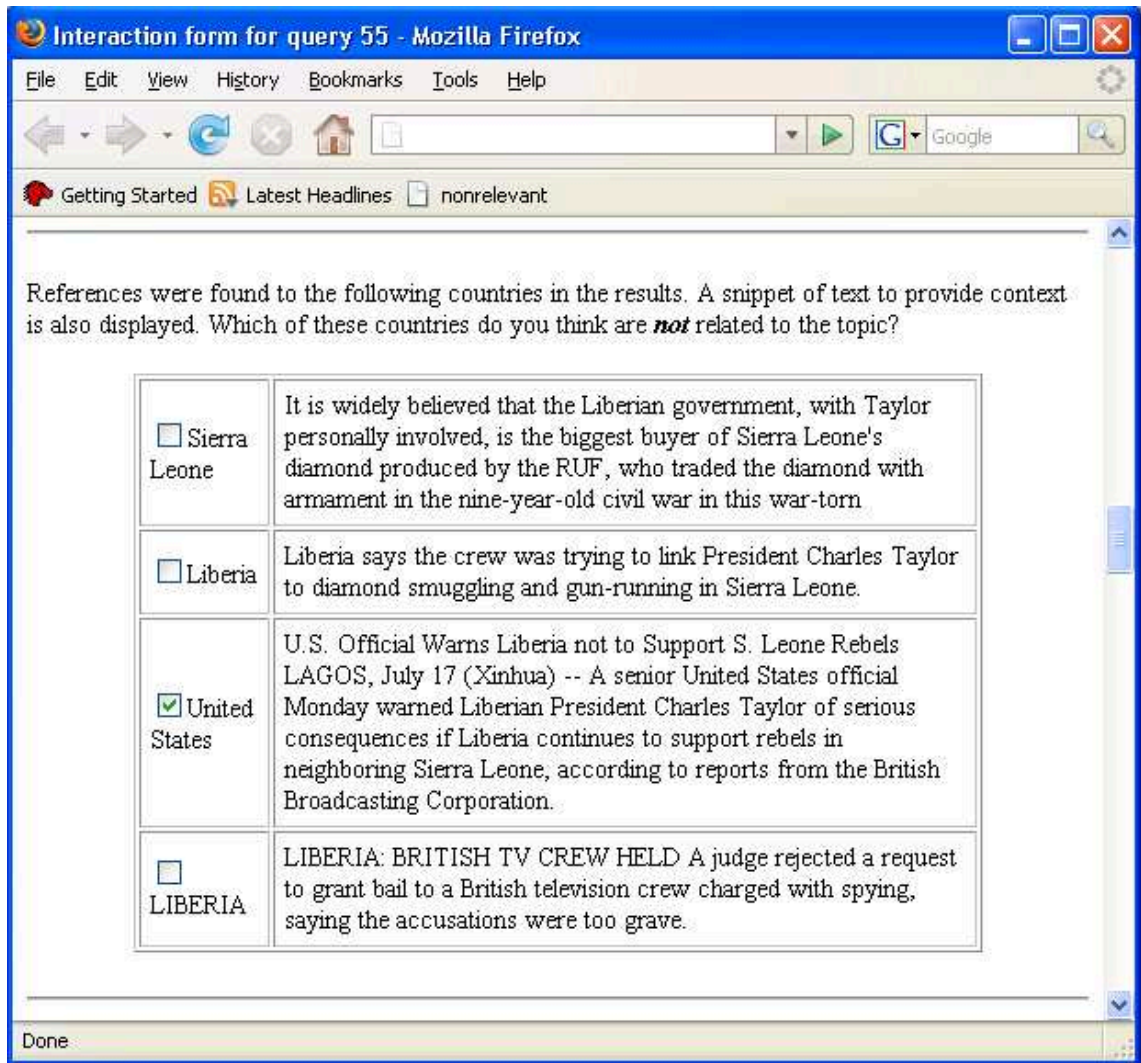 Interaction form for query 55 - Mozilla Firefox
File Edit View History Bookmarks Tools Help
G Google
Getting Started Latest Headlines nonrelevant
References were found to the following countries in the results. A snippet of text to provide context
is also displayed. Which of these countries do you think are not related to the topic?
Sierra
Leone
It is widely believed that the Liberian government, with Taylor
personally involved, is the biggest buyer of Sierra Leone's
diamond produced by the RUF, who traded the diamond with
armament in the nine-year-old civil war in this war-torn
Liberia
Liberia says the crew was trying to link President Charles Taylor
to diamond smuggling and gun-running in Sierra Leone.
United
States
U.S. Official Warns Liberia not to Support S. Leone Rebels
LAGOS, July 17 (Xinhua) -- A senior United States official
Monday warned Liberian President Charles Taylor of serious
consequences if Liberia continues to support rebels in
neighboring Sierra Leone, according to reports from the British
Broadcasting Corporation.
LIBERIA
LIBERIA: BRITISH TV CREW HELD A judge rejected a request
to grant bail to a British television crew charged with spying,
saying the accusations were too grave.
Done